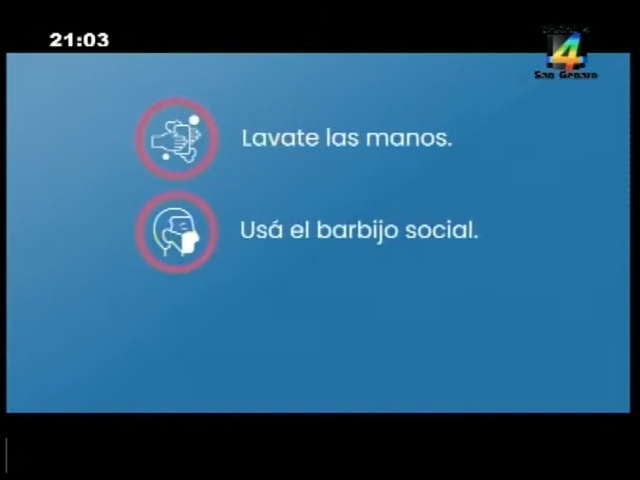 21:03
4
San Genaro
Lavate las manos.
Usá el barbijo social.